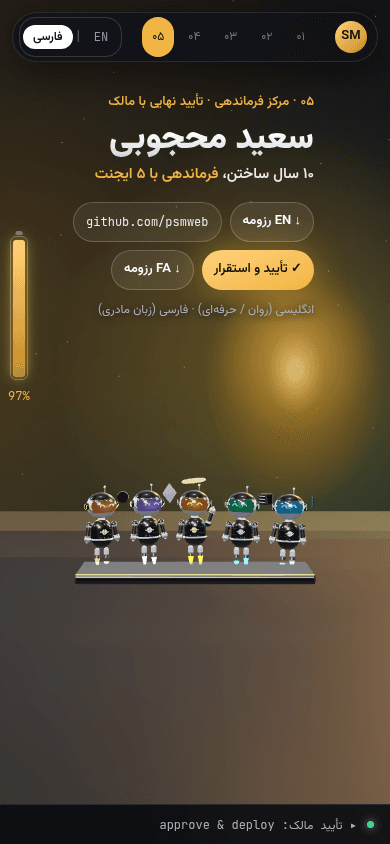 SM
۰۱
۰۲
۰۳
۰۴
۰۵
EN | فارسی
۰۵ · مرکز فرماندهی · تأیید نهایی با مالک
سعید محجوبی
۱۰ سال ساختن، فرماندهی با ۵ ایجنت
↓ EN رزومه
github.com/psmweb
✓ تأیید و استقرار
↓ FA رزومه
انگلیسی (روان / حرفه‌ای) · فارسی (زبان مادری)
97%
▸ تأیید مالک: approve & deploy